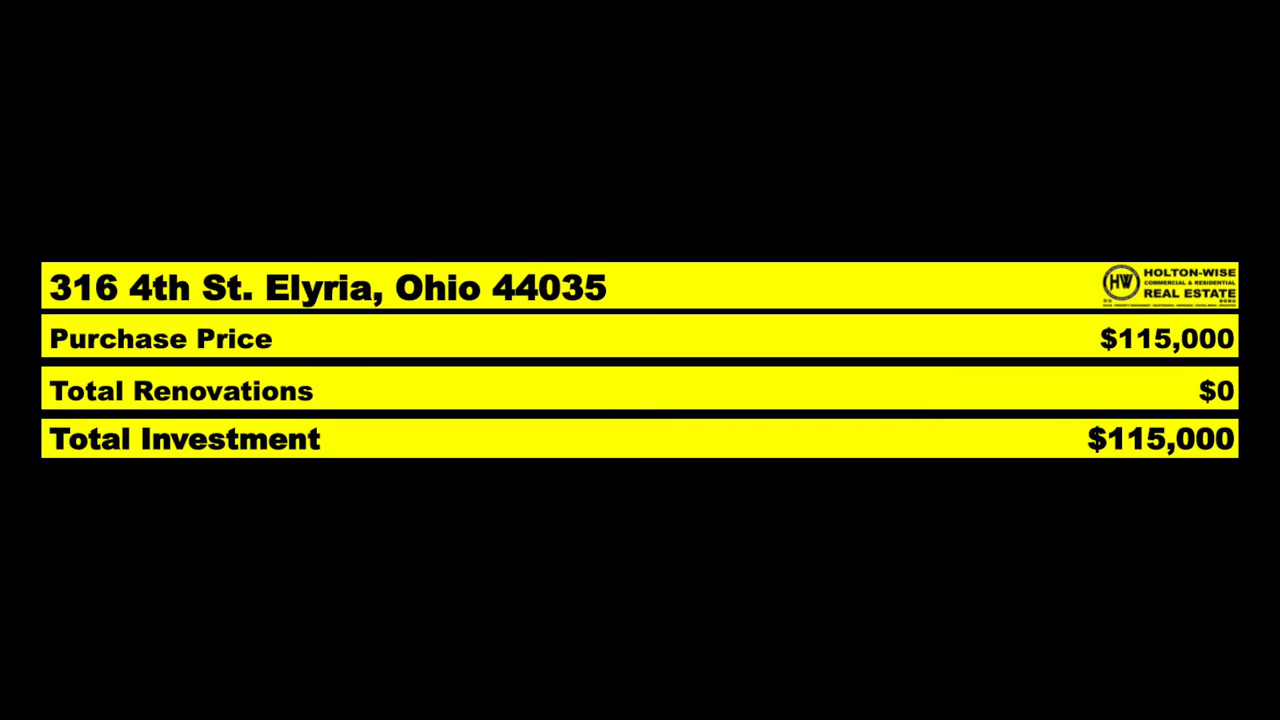 316 4th St. Elyria, Ohio 44035
HW
HOLTON-WISE
COMMERCIAL & RESIDENTIAL
REAL ESTATE
Purchase Price $115,000
Total Renovations $0
Total Investment $115,000